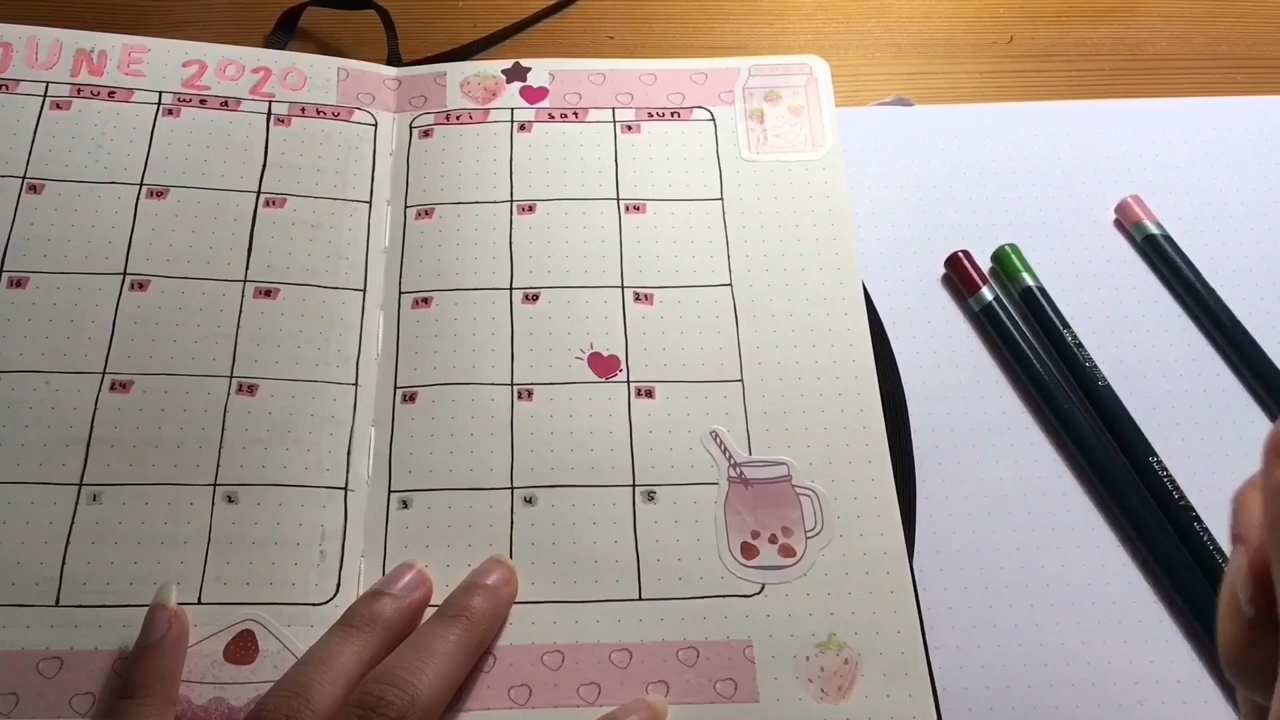 JUNE 2020
tue wed thu fri sat sun
2 3 4 5 6 7
9 10 11 12 13 14
16 17 18 19 20 21
24 25 26 27 28
1 2 3 4 5